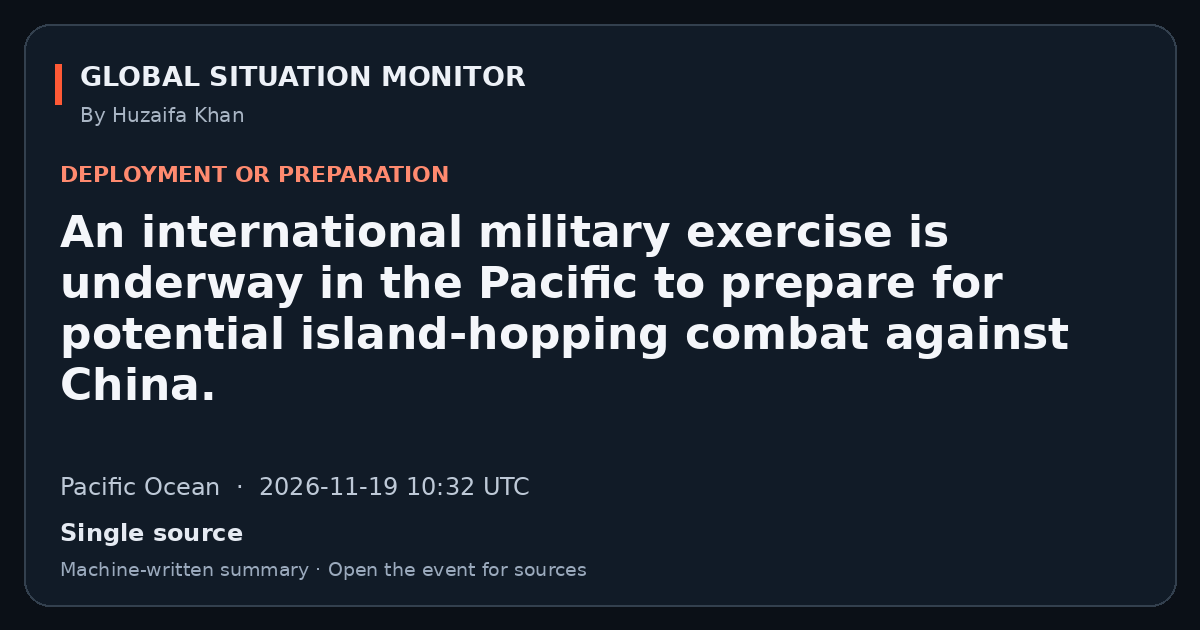 GLOBAL SITUATION MONITOR
By Huzaifa Khan
DEPLOYMENT OR PREPARATION
An international military exercise is
underway in the Pacific to prepare for
potential island-hopping combat against
China.
Pacific Ocean · 2026-11-19 10:32 UTC
Single source
Machine-written summary · Open the event for sources